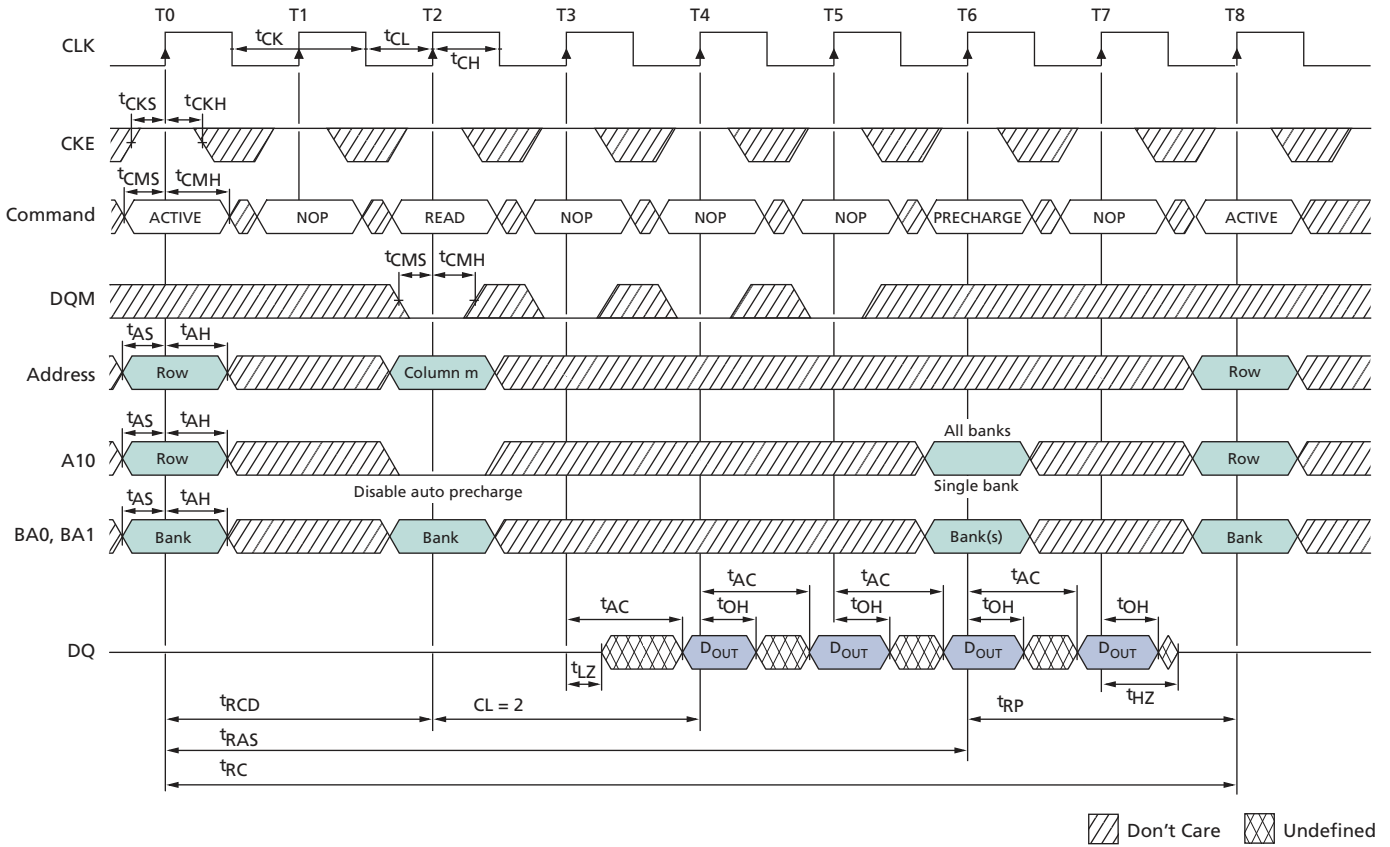 T0 T1 T2 T3 T4 T5 T6 T7 T8
CLK
tCK tCL
tCH
tCKS tCKH
CKE
tCMS tCMH
Command ACTIVE NOP READ NOP NOP NOP PRECHARGE NOP ACTIVE
tCMS tCMH
DQM
tAS tAH
Address Row Column m Row
tAS tAH All banks
A10 Row Row
Disable auto precharge Single bank
tAS tAH
BA0, BA1 Bank Bank Bank(s) Bank
tAC tAC tAC
tAC tOH tOH tOH tOH
DQ DOUT DOUT DOUT DOUT
tLZ tHZ
tRCD CL = 2 tRP
tRAS
tRC
Don't Care Undefined